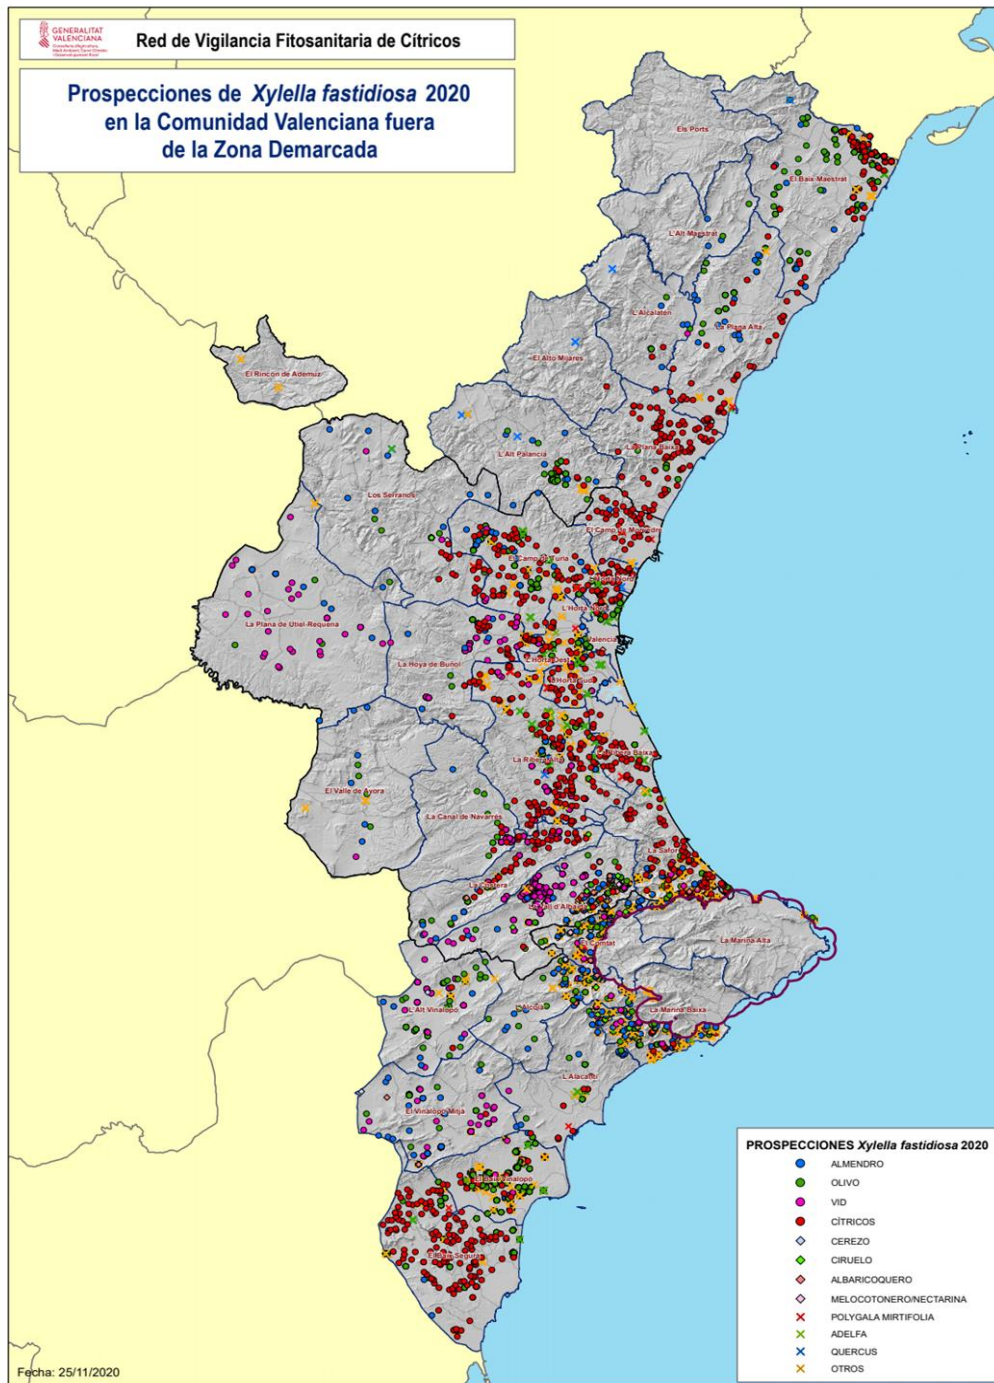 GENERALITAT
VALENCIANA
Red de Vigilancia Fitosanitaria de Cítricos
Prospecciones de Xylella fastidiosa 2020
en la Comunidad Valenciana fuera
de la Zona Demarcada
Els Ports
El Baix Maestrat
L'Alt Maestrat
L'Alcalatén
La Plana Alta
El Alto Mijares
El Rincón de Ademuz
La Plana Baixa
L'Alt Palancia
Los Serranos
El Camp de Morvedre
El Camp de Túria
L'Horta Nord
L'Horta Nord
La Plana de Utiel-Requena
Valencia
La Hoya de Buñol
L'Horta Oest
L'Horta Sud
La Ribera Baixa
La Ribera Alta
El Valle de Ayora
La Canal de Navarrés
La Safor
La Costera
La Vall d'Albaida
El Comtat
La Marina Alta
L'Alt Vinalopó
L'Alcoià
La Marina Baixa
L'Alacantí
El Vinalopó Mitjà
El Baix Vinalopó
El Baix Segura
PROSPECCIONES Xylella fastidiosa 2020
ALMENDRO
OLIVO
VID
CÍTRICOS
CEREZO
CIRUELO
ALBARICOQUERO
MELOCOTONERO/NECTARINA
POLYGALA MIRTIFOLIA
ADELFA
QUERCUS
OTROS
Fecha: 25/11/2020